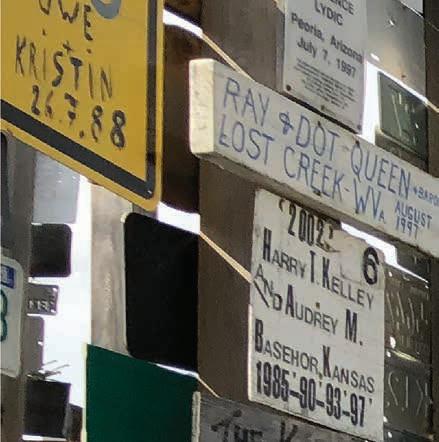 UWE
+
KRISTIN
26.7.88
LYDIC
Peoria, Arizona
July 7, 1997
RAY & DOT QUEEN
LOST CREEK-WVA AUGUST
1997
2002
6
HARRY T. KELLEY
AND AUDREY M.
BASEHOR, KANSAS
1985-'90-'93-'97
THE